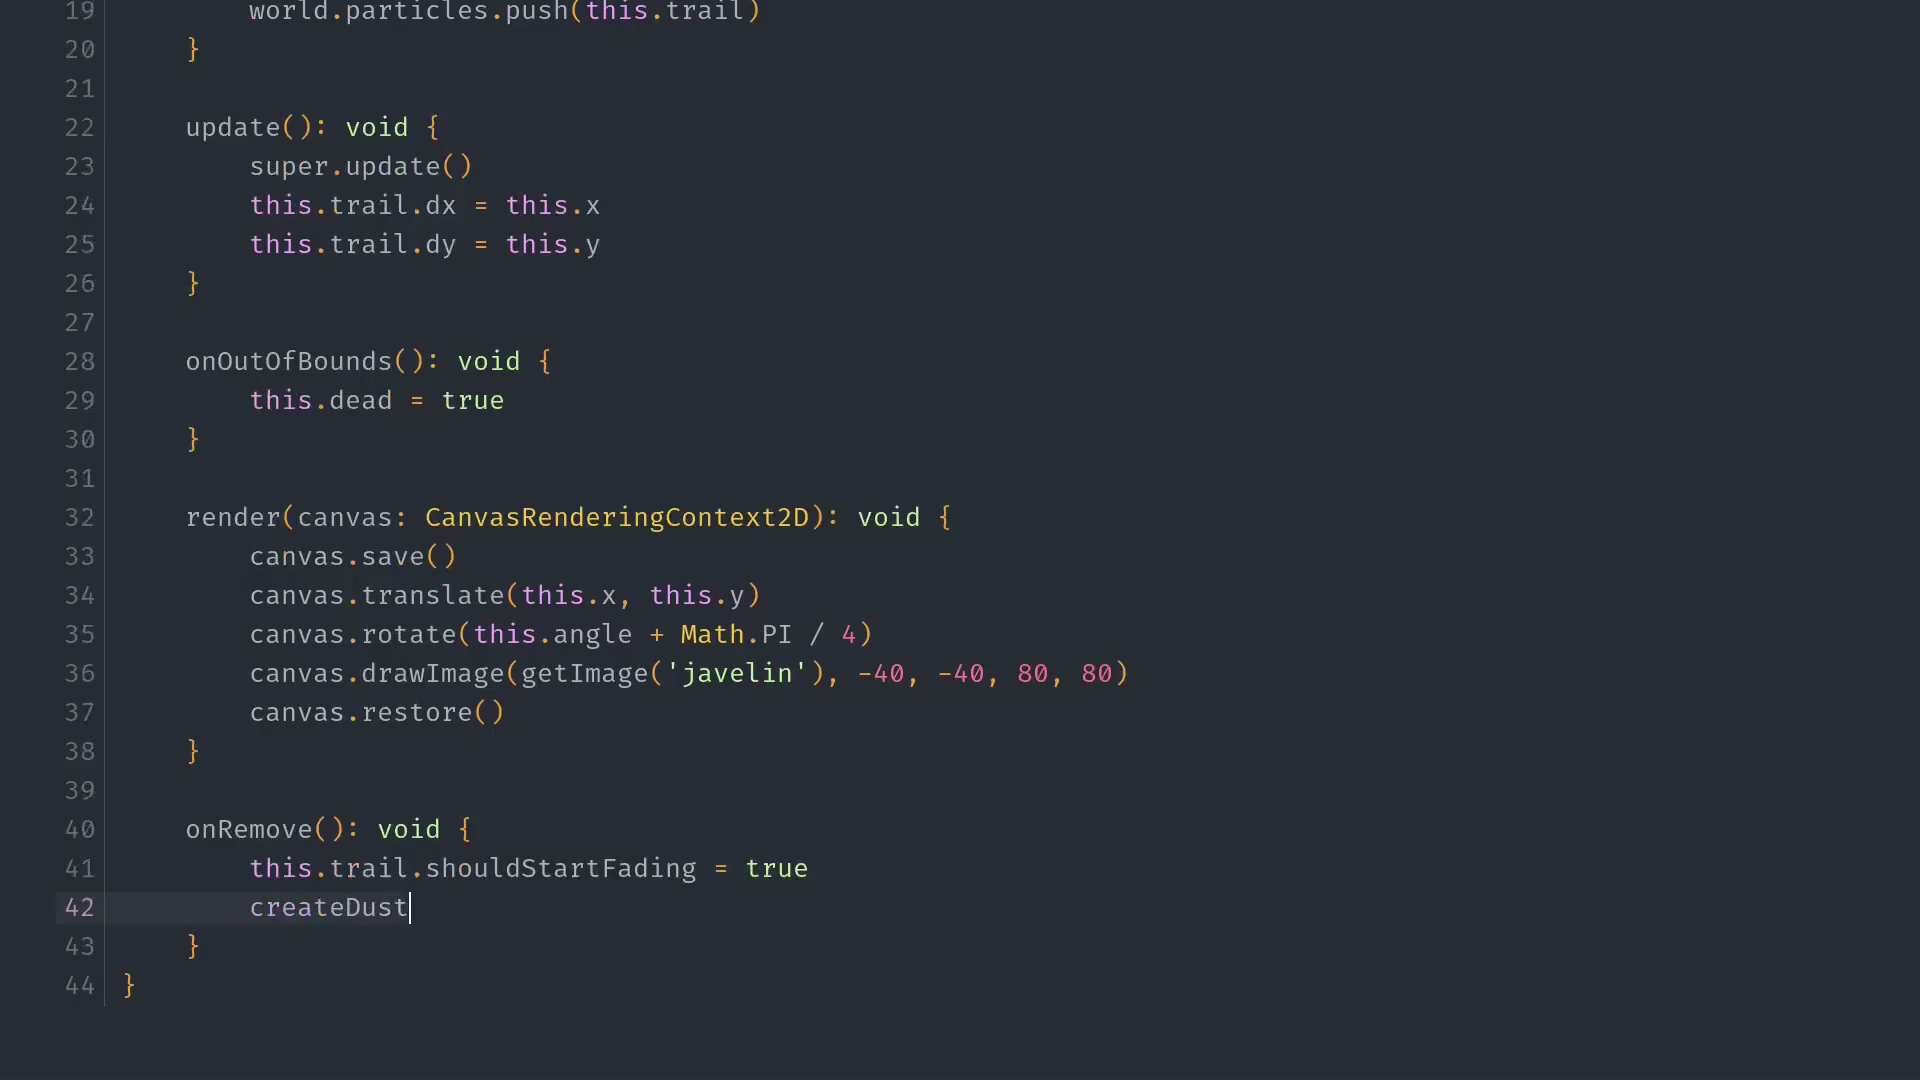 19 world.particles.push(this.trail)
20 }
21
22 update(): void {
23 super.update()
24 this.trail.dx = this.x
25 this.trail.dy = this.y
26 }
27
28 onOutOfBounds(): void {
29 this.dead = true
30 }
31
32 render(canvas: CanvasRenderingContext2D): void {
33 canvas.save()
34 canvas.translate(this.x, this.y)
35 canvas.rotate(this.angle + Math.PI / 4)
36 canvas.drawImage(getImage('javelin'), -40, -40, 80, 80)
37 canvas.restore()
38 }
39
40 onRemove(): void {
41 this.trail.shouldStartFading = true
42 createDust
43 }
44 }